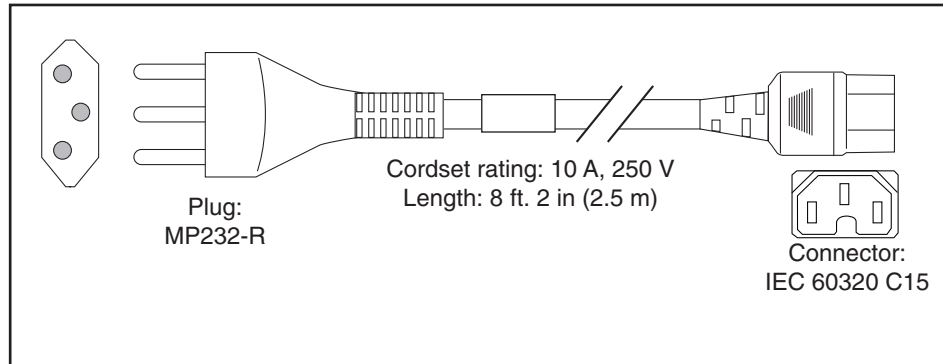 Cordset rating: 10 A, 250 V
Length: 8 ft. 2 in (2.5 m)
Plug:
MP232-R
Connector:
IEC 60320 C15